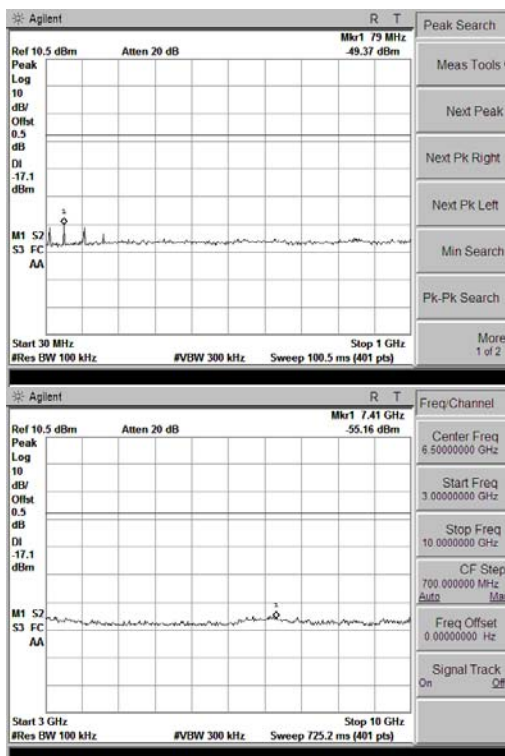 Agilent R T
Peak Search
Mkr1 79 MHz
Ref 10.5 dBm Atten 20 dB -49.37 dBm
Peak
Log
10
dB/
Offst
0.5
dB
DI
-17.1
dBm
1
M1 S2
S3 FC
AA
Start 30 MHz Stop 1 GHz
#Res BW 100 kHz #VBW 300 kHz Sweep 100.5 ms (401 pts)
Meas Tools
Next Peak
Next Pk Right
Next Pk Left
Min Search
Pk-Pk Search
More
1 of 2
Agilent R T
Freq/Channel
Mkr1 7.41 GHz
Ref 10.5 dBm Atten 20 dB -55.16 dBm
Peak
Log
10
dB/
Offst
0.5
dB
DI
-17.1
dBm
1
M1 S2
S3 FC
AA
Start 3 GHz Stop 10 GHz
#Res BW 100 kHz #VBW 300 kHz Sweep 725.2 ms (401 pts)
Center Freq
6.50000000 GHz
Start Freq
3.00000000 GHz
Stop Freq
10.0000000 GHz
CF Step
700.000000 MHz
Auto Ma
Freq Offset
0.00000000 Hz
Signal Track
On Off